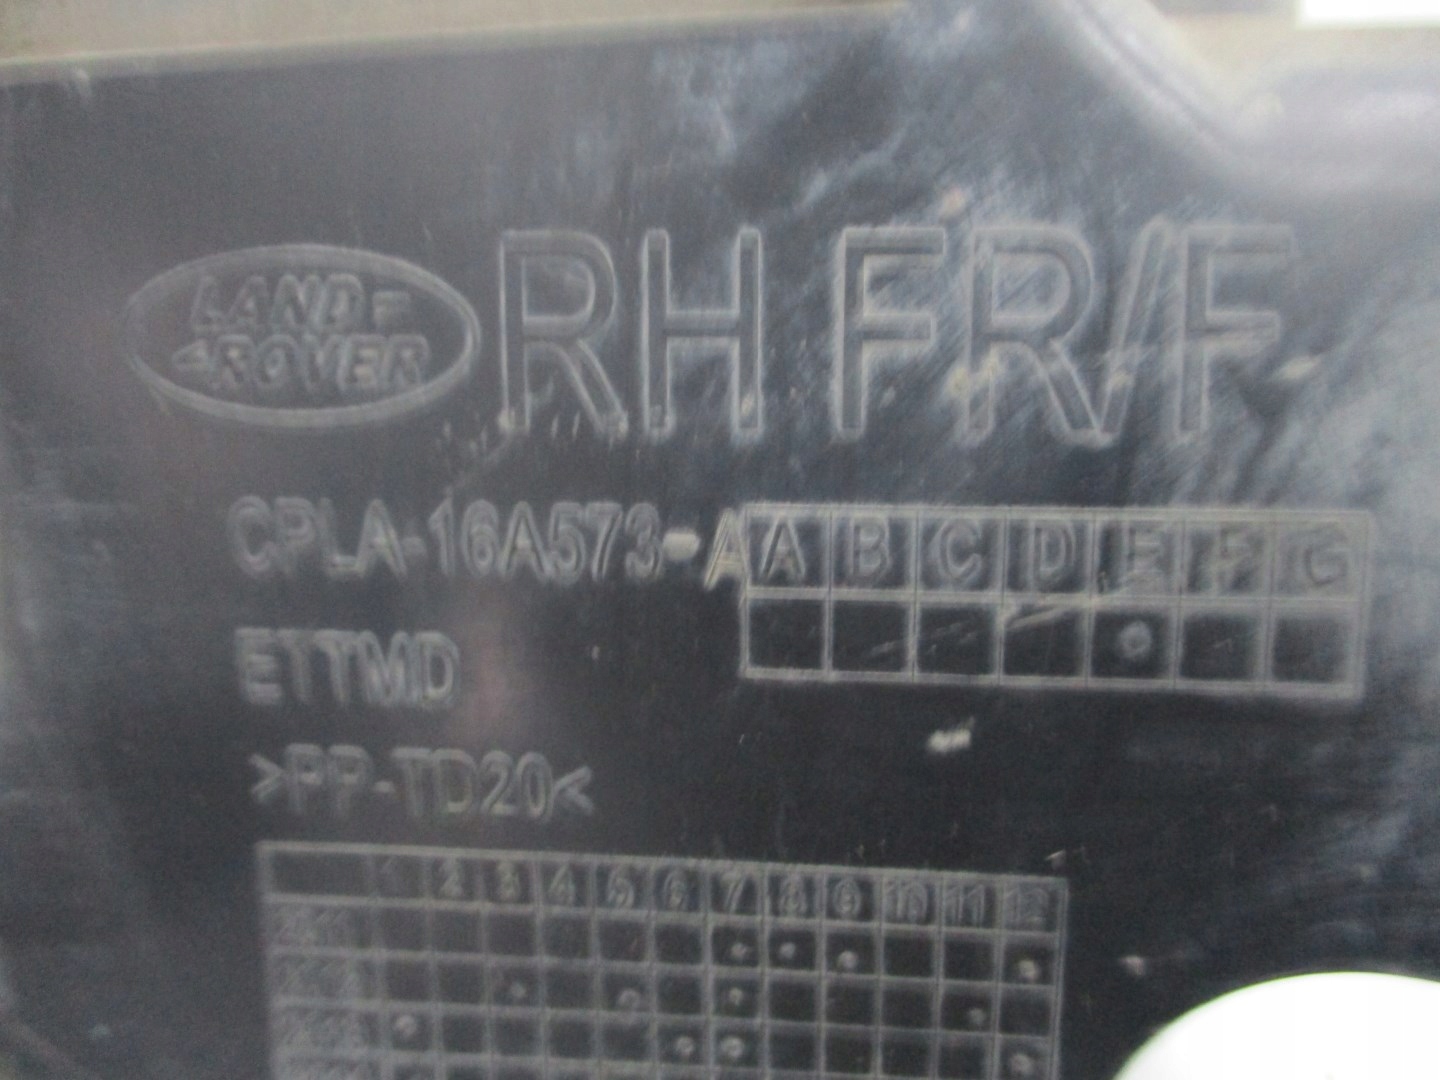 LAND-
ROVER
RH FR/F
CPLA-16A573-A A B C D E F G
ETTMD
>PP-TD20<
1 2 3 4 5 6 7 8 9 10 11 12